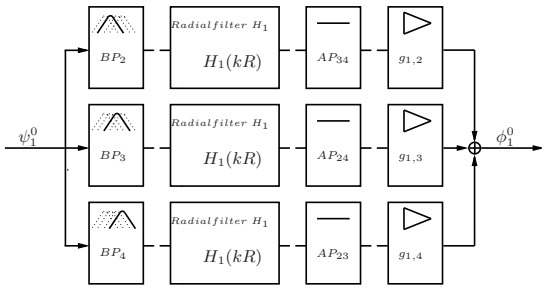 Radialfilter H₁
BP₂ H₁(kR) AP₃₄ g₁,₂
ψ₁⁰ φ₁⁰
Radialfilter H₁
BP₃ H₁(kR) AP₂₄ g₁,₃
Radialfilter H₁
BP₄ H₁(kR) AP₂₃ g₁,₄